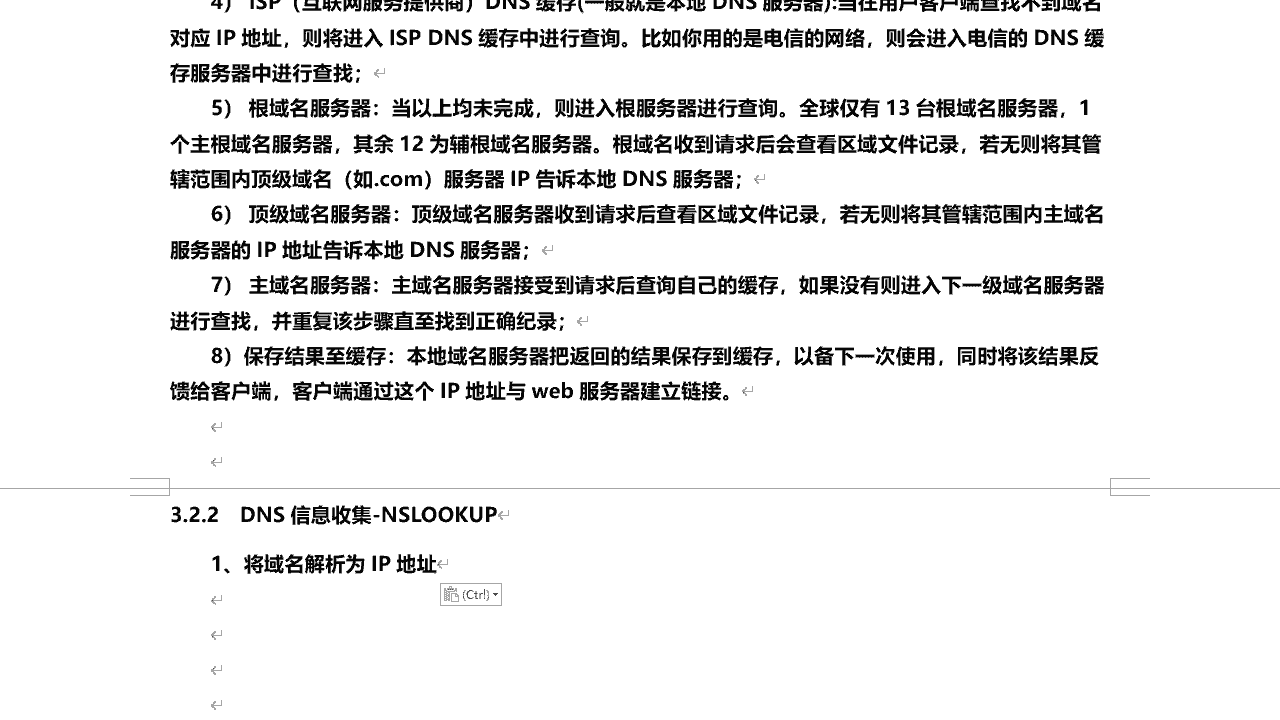 4） ISP（互联网服务提供商）DNS 缓存(一般就是本地 DNS 服务器):当在用户客户端查找不到域名
对应 IP 地址，则将进入 ISP DNS 缓存中进行查询。比如你用的是电信的网络，则会进入电信的 DNS 缓
存服务器中进行查找；
5） 根域名服务器：当以上均未完成，则进入根服务器进行查询。全球仅有 13 台根域名服务器，1
个主根域名服务器，其余 12 为辅根域名服务器。根域名收到请求后会查看区域文件记录，若无则将其管
辖范围内顶级域名（如.com）服务器 IP 告诉本地 DNS 服务器；
6） 顶级域名服务器：顶级域名服务器收到请求后查看区域文件记录，若无则将其管辖范围内主域名
服务器的 IP 地址告诉本地 DNS 服务器；
7） 主域名服务器：主域名服务器接受到请求后查询自己的缓存，如果没有则进入下一级域名服务器
进行查找，并重复该步骤直至找到正确纪录；
8）保存结果至缓存：本地域名服务器把返回的结果保存到缓存，以备下一次使用，同时将该结果反
馈给客户端，客户端通过这个 IP 地址与 web 服务器建立链接。
3.2.2 DNS 信息收集-NSLOOKUP
1、将域名解析为 IP 地址
(Ctrl)